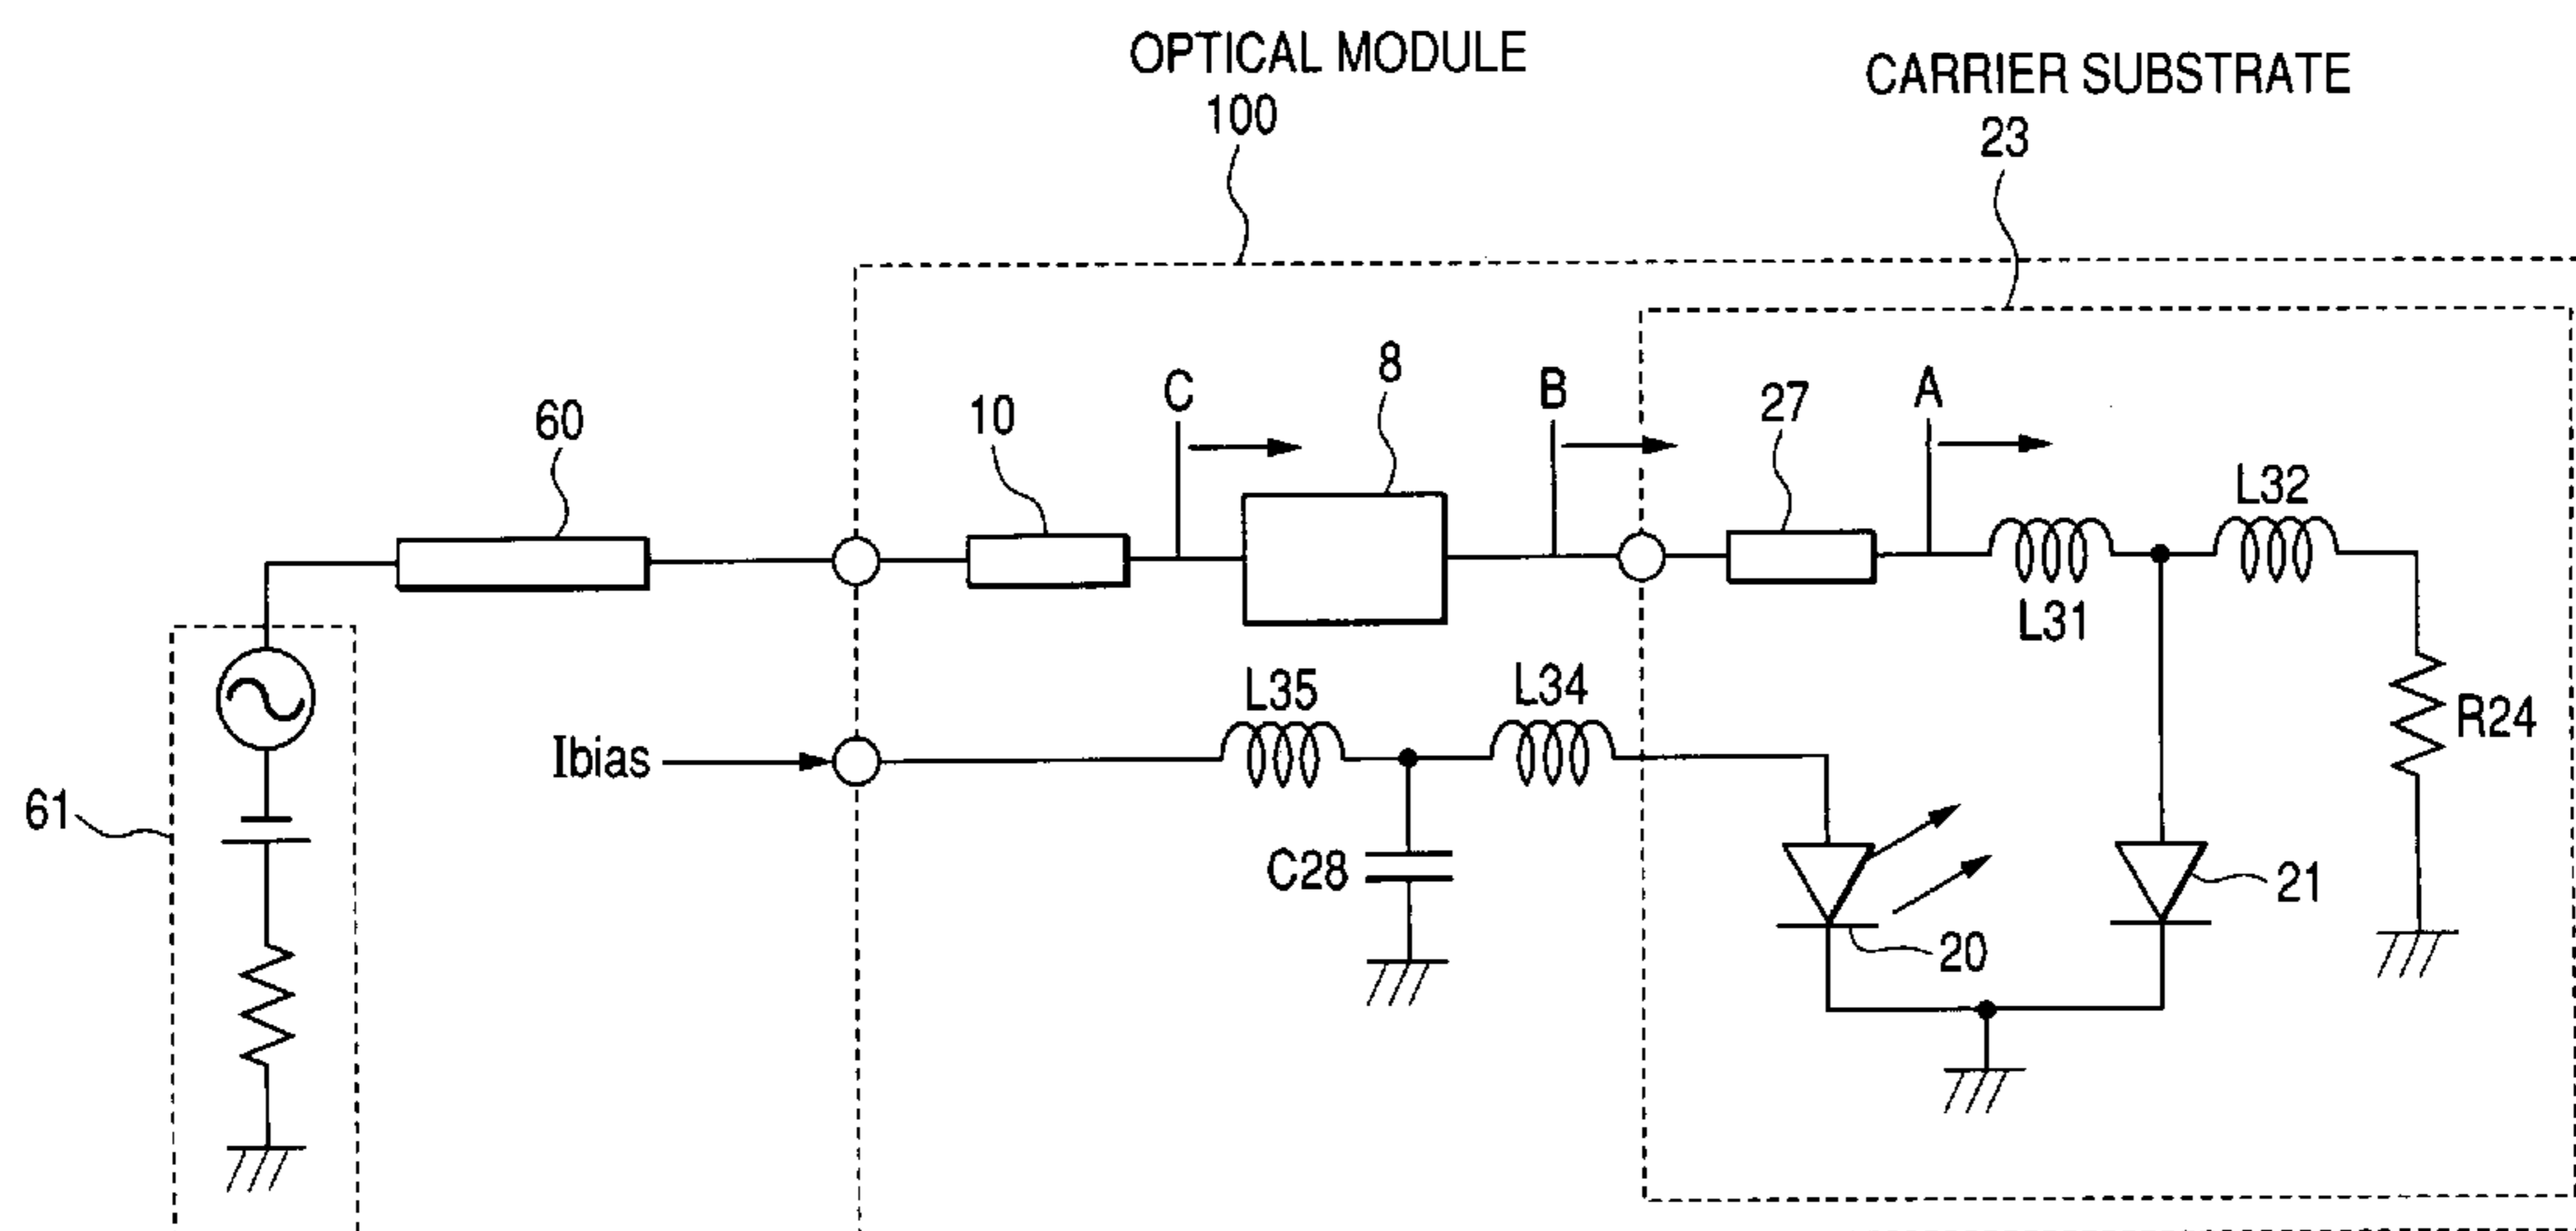 OPTICAL MODULE
100
CARRIER SUBSTRATE
23
60
10
C
8
B
27
A
L32
L31
L35
L34
R24
Ibias
61
C28
21
20